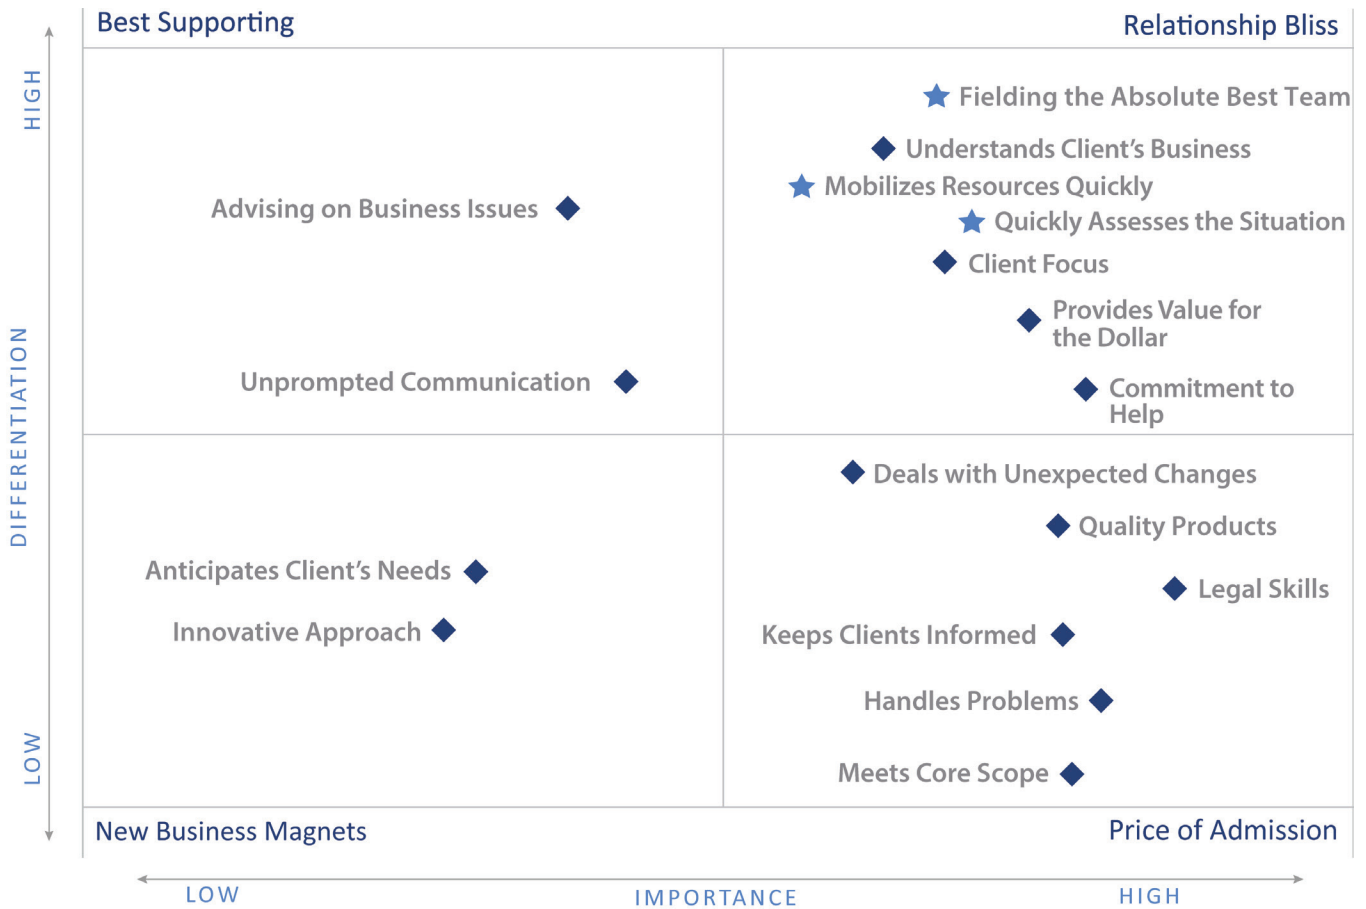 Best Supporting
Relationship Bliss
HIGH
Fielding the Absolute Best Team
Understands Client’s Business
Mobilizes Resources Quickly
Advising on Business Issues
Quickly Assesses the Situation
Client Focus
Provides Value for
the Dollar
Unprompted Communication
Commitment to
Help
DIFFERENTIATION
Deals with Unexpected Changes
Quality Products
Anticipates Client’s Needs
Legal Skills
Innovative Approach
Keeps Clients Informed
Handles Problems
LOW
Meets Core Scope
New Business Magnets
Price of Admission
LOW
IMPORTANCE
HIGH